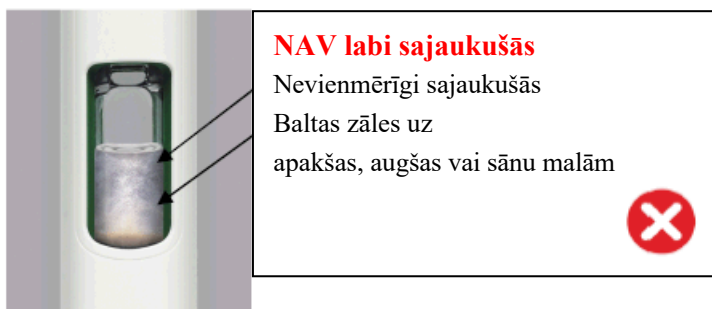 NAV labi sajaukušās
Nevienmērīgi sajaukušās
Baltas zāles uz
apakšas, augšas vai sānu malām